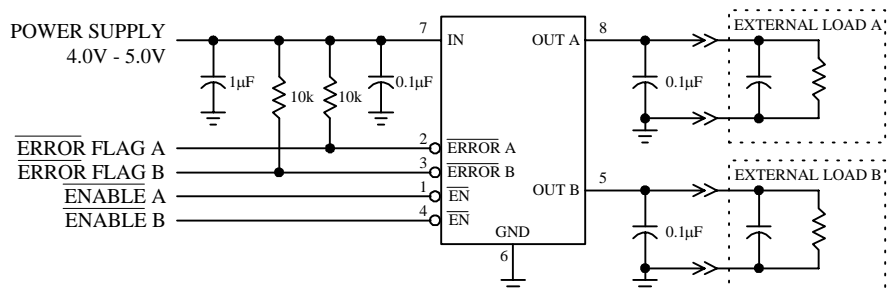 POWER SUPPLY
4.0V - 5.0V
7
IN
OUT A
8
EXTERNAL LOAD A
1μF
10k
10k
0.1μF
0.1μF
ERROR FLAG A
2
ERROR A
ERROR FLAG B
3
ERROR B
ENABLE A
1
EN
OUT B
5
EXTERNAL LOAD B
ENABLE B
4
EN
GND
6
0.1μF